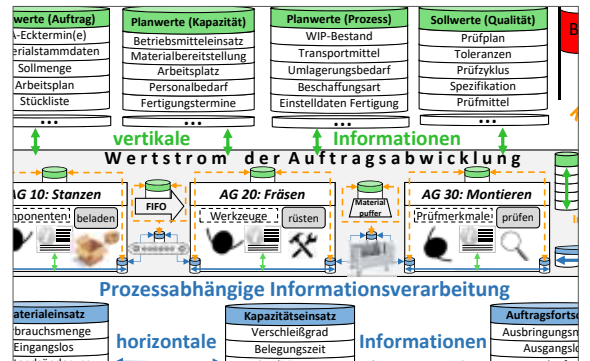 werte (Auftrag)
A-Ecktermin(e)
erialstammdaten
Sollmenge
Arbeitsplan
Stückliste
...
Planwerte (Kapazität)
Betriebsmitteleinsatz
Materialbereitstellung
Arbeitsplatz
Personalbedarf
Fertigungstermine
...
Planwerte (Prozess)
WIP-Bestand
Transportmittel
Umlagerungsbedarf
Beschaffungsart
Einstelldaten Fertigung
...
Sollwerte (Qualität)
Prüfplan
Toleranzen
Prüfzyklus
Spezifikation
Prüfmittel
...
B
vertikale Informationen
Wertstrom der Auftragsabwicklung
AG 10: Stanzen
ponenten
beladen
FIFO
AG 20: Fräsen
Werkzeuge
rüsten
Material
puffer
AG 30: Montieren
Prüfmerkmale
prüfen
Prozessabhängige Informationsverarbeitung
aterialeinsatz
brauchsmenge
Eingangslos
horizontale
Kapazitätseinsatz
Verschleißgrad
Belegungszeit
Informationen
Auftragsforts
Ausbringungsm
Ausgangslo